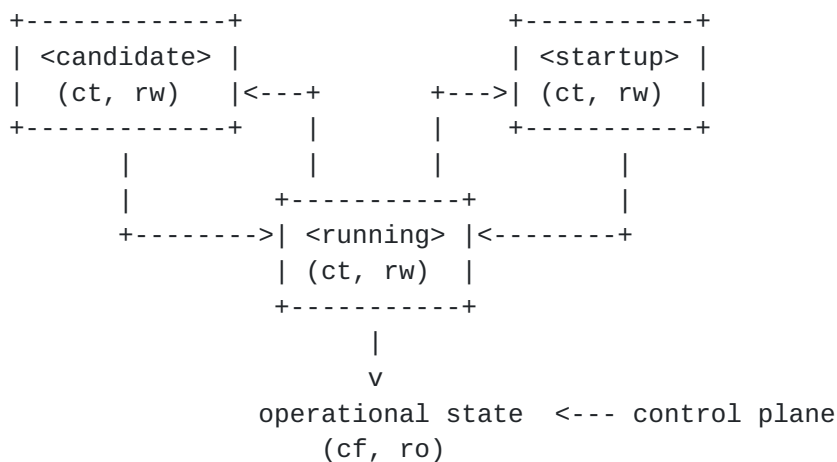 +-------------+                 +-----------+
| <candidate> |                 | <startup> |
|  (ct, rw)   |<---+       +--->| (ct, rw)  |
+-------------+    |       |    +-----------+
       |           |       |           |
       |         +-----------+         |
       +-------->| <running> |<--------+
                 | (ct, rw)  |
                 +-----------+
                       |
                       v
                operational state  <--- control plane
                    (cf, ro)